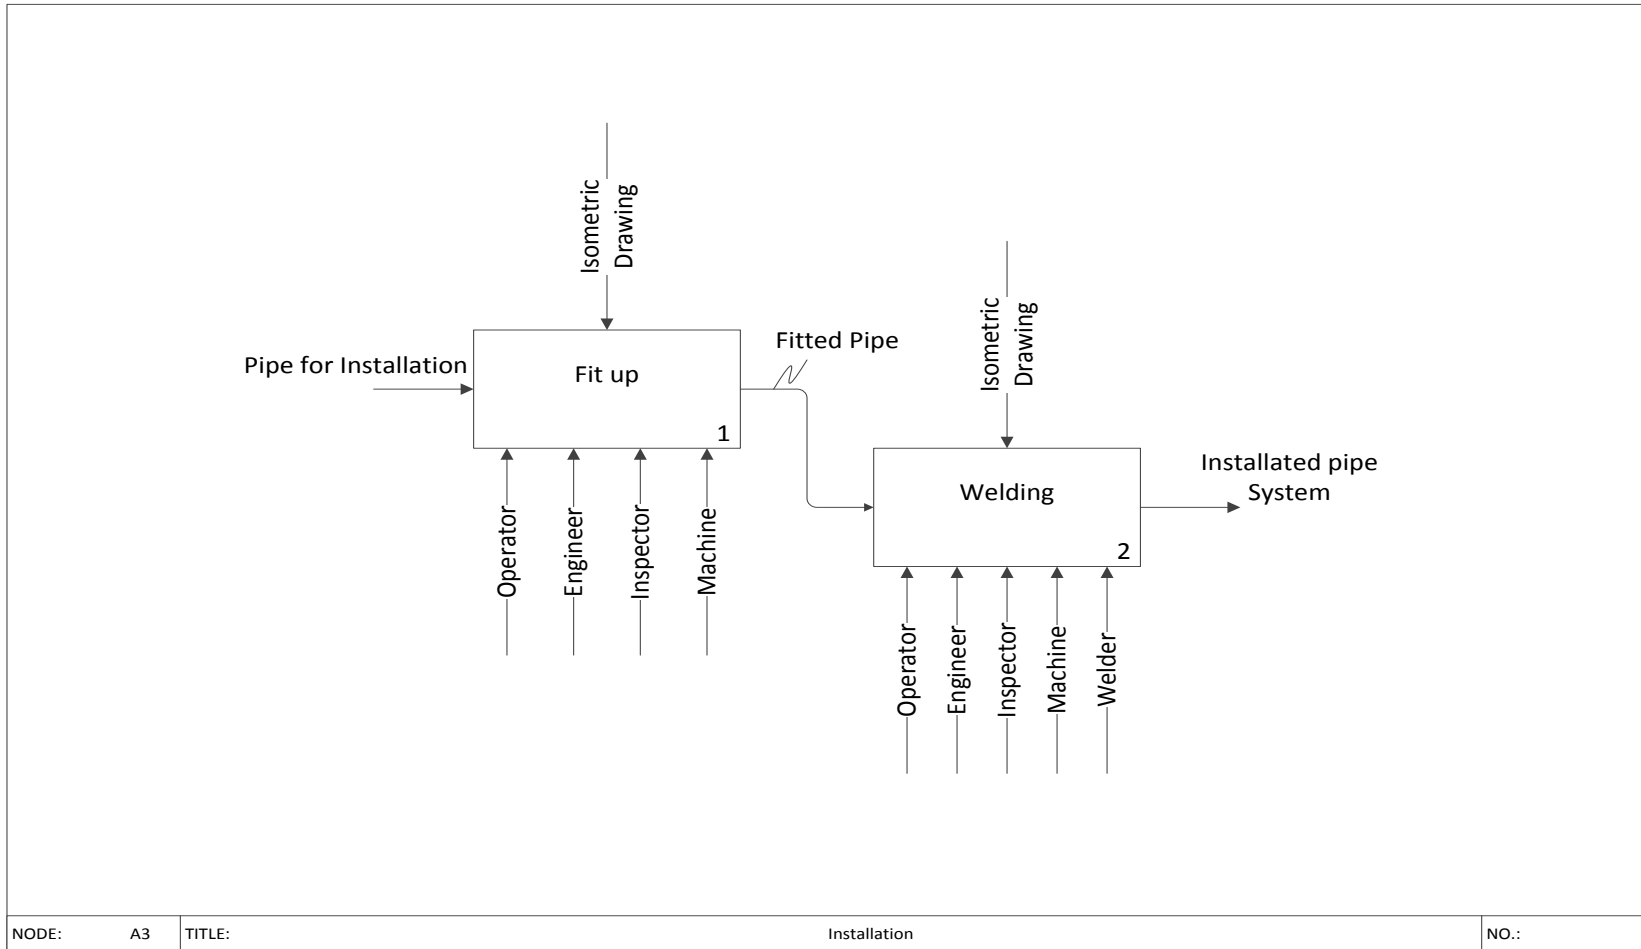 Isometric
Drawing
Pipe for Installation
Fit up
1
Fitted Pipe
Operator
Engineer
Inspector
Machine
Isometric
Drawing
Welding
2
Installated pipe
System
Operator
Engineer
Inspector
Machine
Welder
NODE: A3 TITLE: Installation NO.: